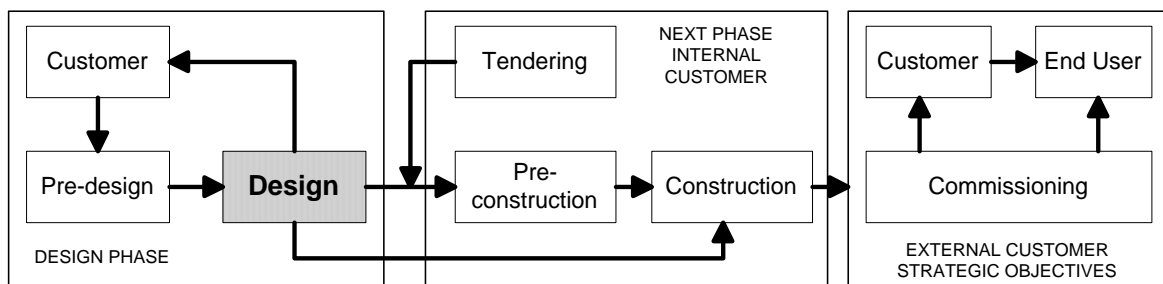 Customer
Pre-design
Design
DESIGN PHASE
Tendering
NEXT PHASE
INTERNAL
CUSTOMER
Pre-
construction
Construction
Customer
End User
Commissioning
EXTERNAL CUSTOMER
STRATEGIC OBJECTIVES